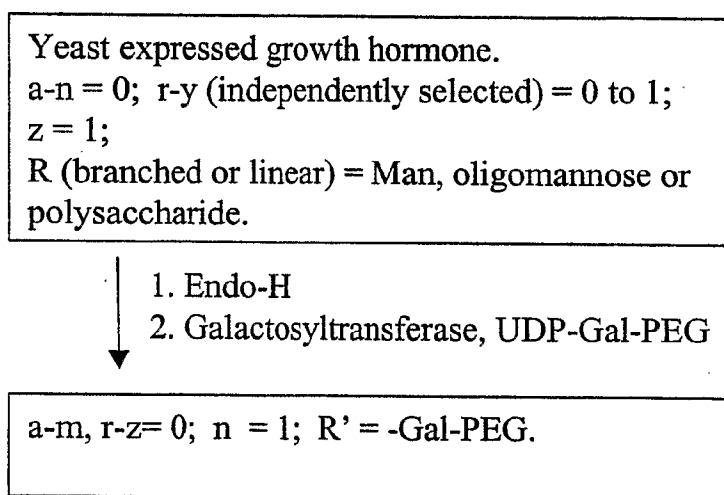 Yeast expressed growth hormone.
a-n = 0; r-y (independently selected) = 0 to 1;
z = 1;
R (branched or linear) = Man, oligomannose or
polysaccharide.
1. Endo-H
2. Galactosyltransferase, UDP-Gal-PEG
a-m, r-z= 0; n = 1; R’ = -Gal-PEG.